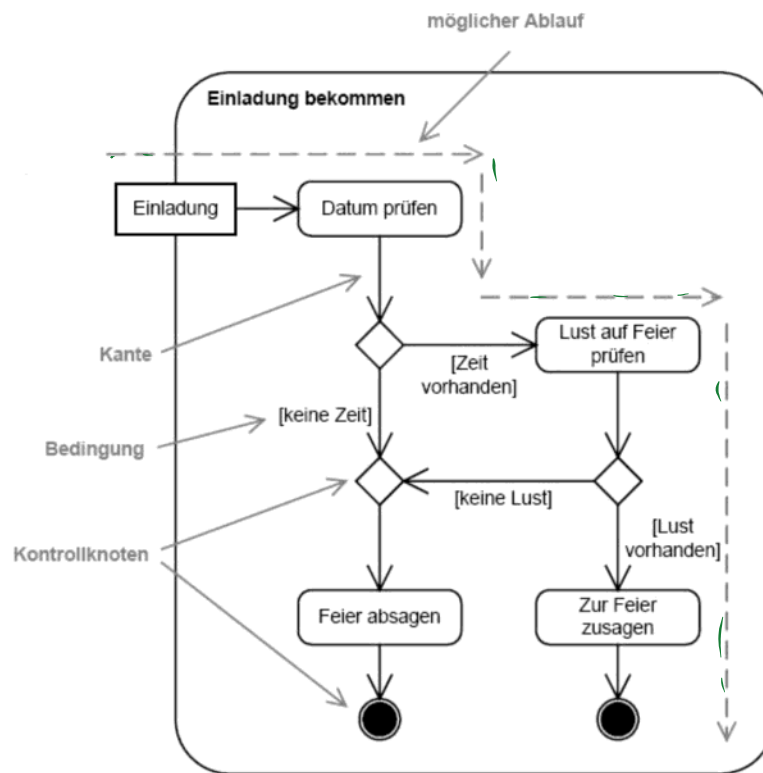 möglicher Ablauf
Einladung bekommen
Einladung
Datum prüfen
Kante
Lust auf Feier
prüfen
[Zeit
vorhanden]
[keine Zeit]
Bedingung
[keine Lust]
[Lust
vorhanden]
Kontrollknoten
Feier absagen
Zur Feier
zusagen